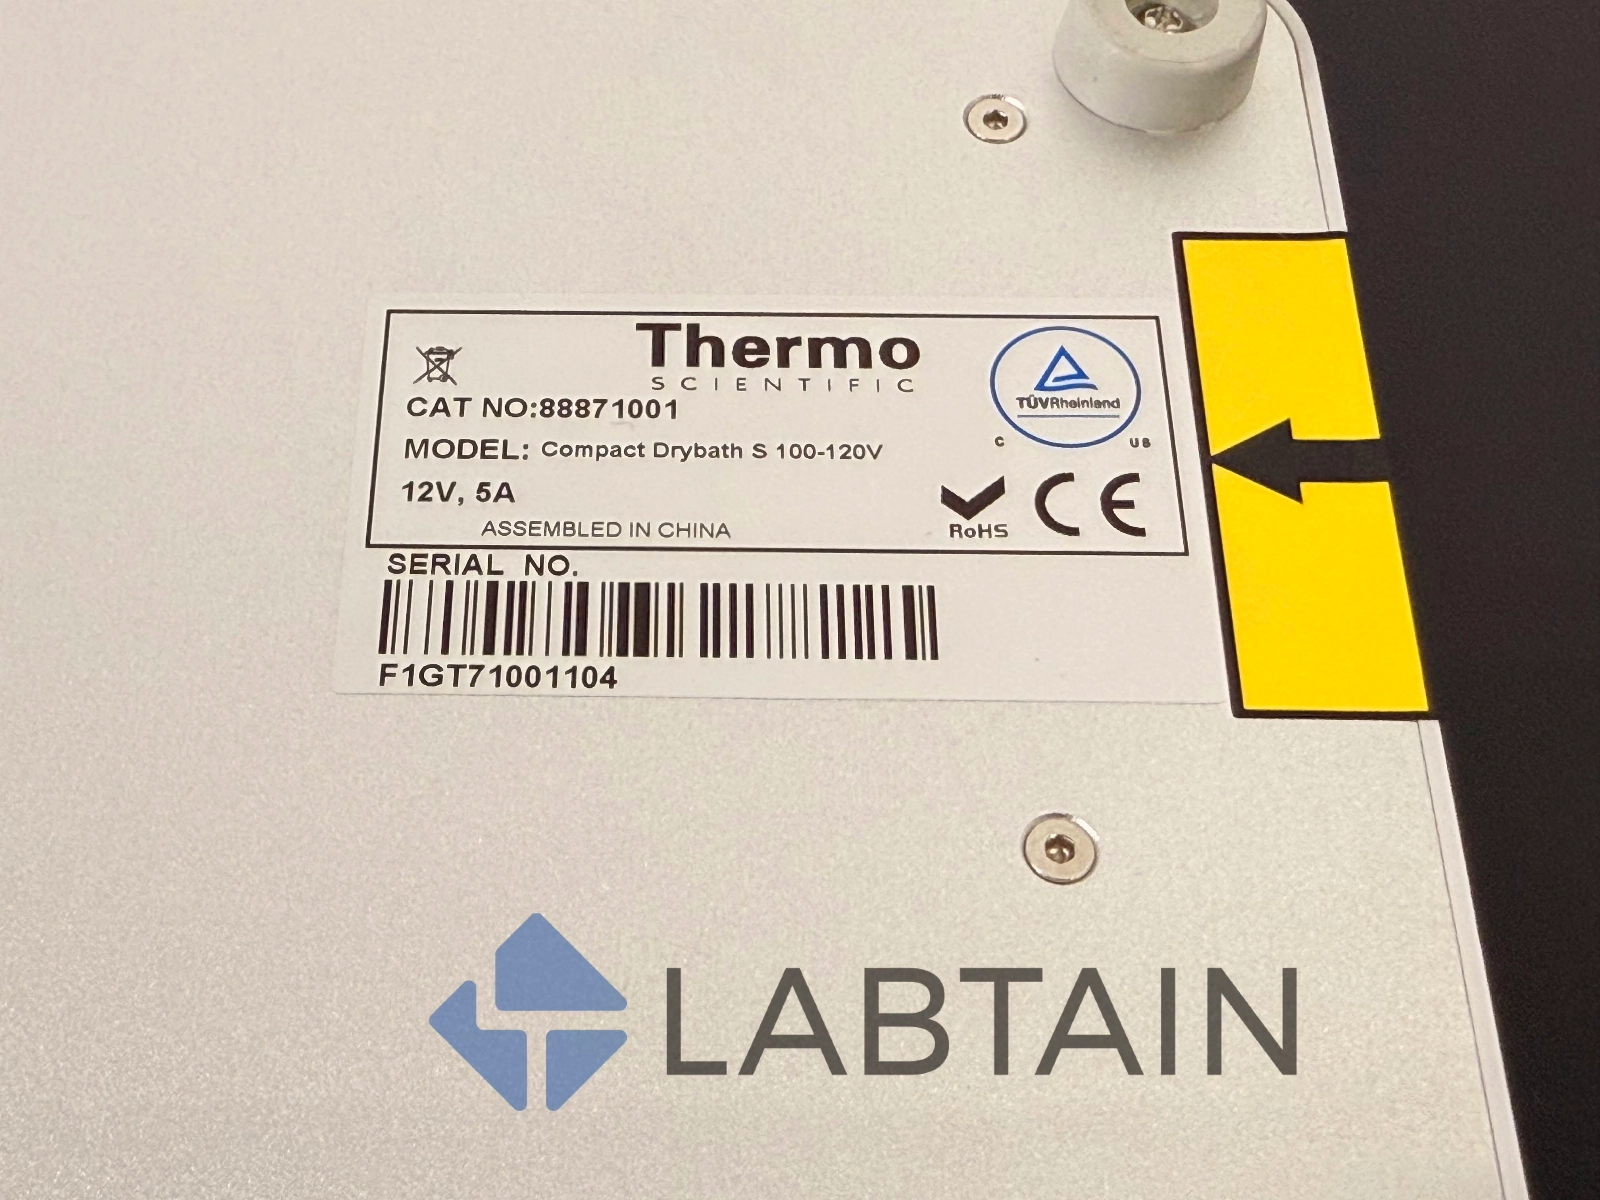 Thermo
SCIENTIFIC
CAT NO:88871001
MODEL: Compact Drybath S 100-120V
12V, 5A
ASSEMBLED IN CHINA
TÜVRheinland
C US
RoHS
CE
SERIAL NO.
F1GT71001104
LABTAIN